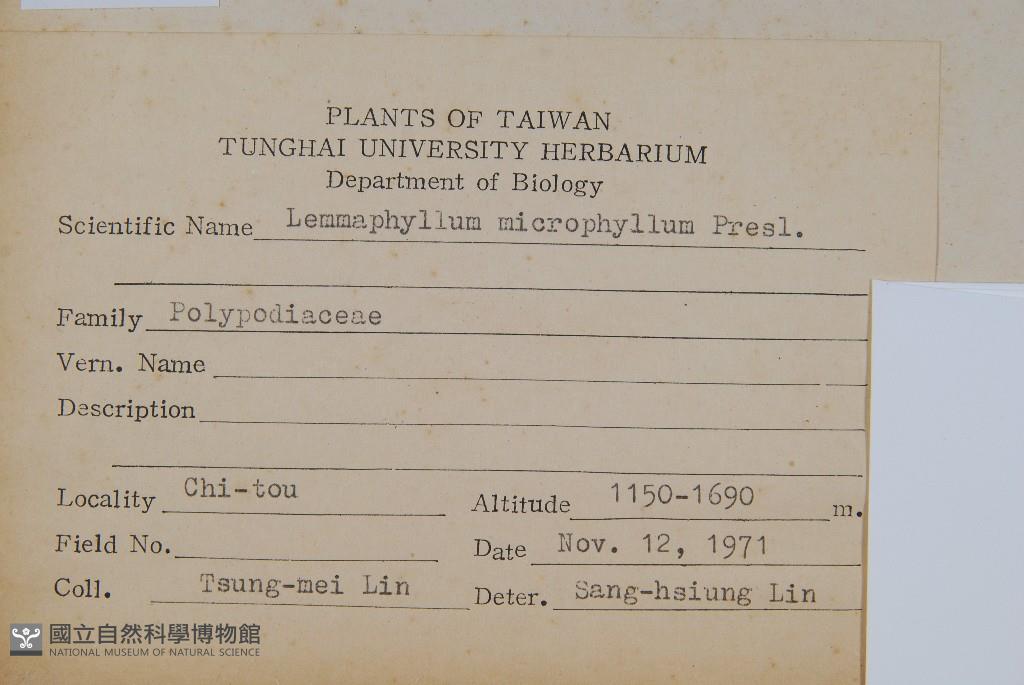 PLANTS OF TAIWAN
TUNGHAI UNIVERSITY HERBARIUM
Department of Biology
Scientific Name Lemmaphyllum microphyllum Presl.
Family Polypodiaceae
Vern. Name
Description
Locality Chi-tou Altitude 1150-1690 m.
Field No. Date Nov. 12, 1971
Coll. Tsung-mei Lin Deter. Sang-hsiung Lin
國立自然科學博物館
NATIONAL MUSEUM OF NATURAL SCIENCE